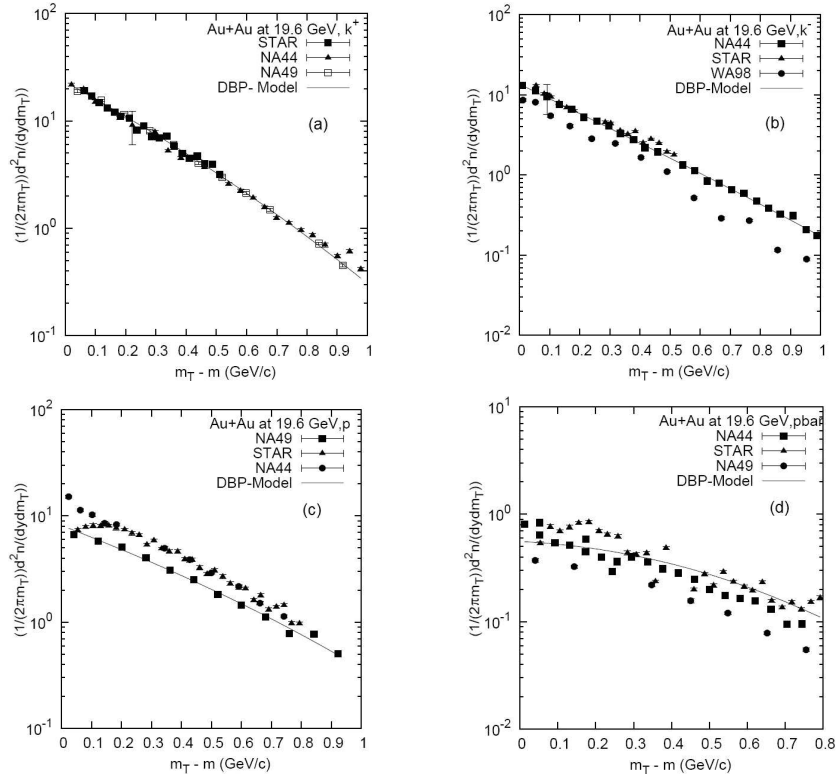 Au+Au at 19.6 GeV, k+
STAR
NA44
NA49
DBP- Model
(a)
10^2
10^1
10^0
10^-1
(1/(2πm_T))d^2n/(dydm_T))
0 0.1 0.2 0.3 0.4 0.5 0.6 0.7 0.8 0.9 1
m_T - m (GeV/c)
Au+Au at 19.6 GeV,k-
NA44
STAR
WA98
DBP-Model
(b)
10^2
10^1
10^0
10^-1
10^-2
(1/(2πm_T))d^2n/(dydm_T))
0 0.1 0.2 0.3 0.4 0.5 0.6 0.7 0.8 0.9 1
m_T - m (GeV/c)
Au+Au at 19.6 GeV,p
NA49
STAR
NA44
DBP-Model
(c)
10^2
10^1
10^0
10^-1
(1/(2πm_T))d^2n/(dydm_T))
0 0.1 0.2 0.3 0.4 0.5 0.6 0.7 0.8 0.9 1
m_T - m (GeV/c)
Au+Au at 19.6 GeV,pbar
NA44
STAR
NA49
DBP-Model
(d)
10^1
10^0
10^-1
10^-2
(1/(2πm_T))d^2n/(dydm_T))
0 0.1 0.2 0.3 0.4 0.5 0.6 0.7 0.8
m_T - m (GeV/c)